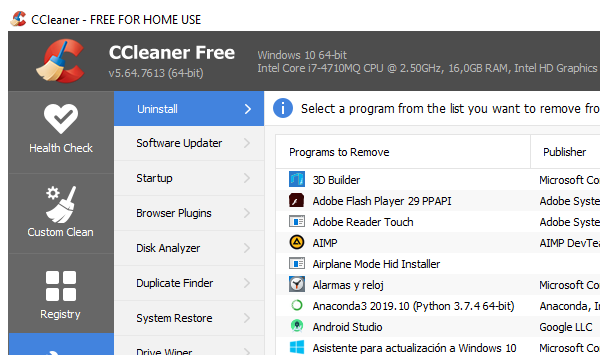 CCleaner - FREE FOR HOME USE
CCleaner Free
v5.64.7613 (64-bit)
Windows 10 64-bit
Intel Core i7-4710MQ CPU @ 2.50GHz, 16,0GB RAM, Intel HD Graphics
Health Check
Custom Clean
Registry
Uninstall
Software Updater
Startup
Browser Plugins
Disk Analyzer
Duplicate Finder
System Restore
Drive Wiper
Select a program from the list you want to remove fro
Programs to Remove Publisher
3D Builder Microsoft Co
Adobe Flash Player 29 PPAPI Adobe Syste
Adobe Reader Touch Adobe Syste
AIMP AIMP DevTea
Airplane Mode Hid Installer
Alarmas y reloj Microsoft Co
Anaconda3 2019.10 (Python 3.7.4 64-bit) Anaconda, In
Android Studio Google LLC
Asistente para actualización a Windows 10 Microsoft Co